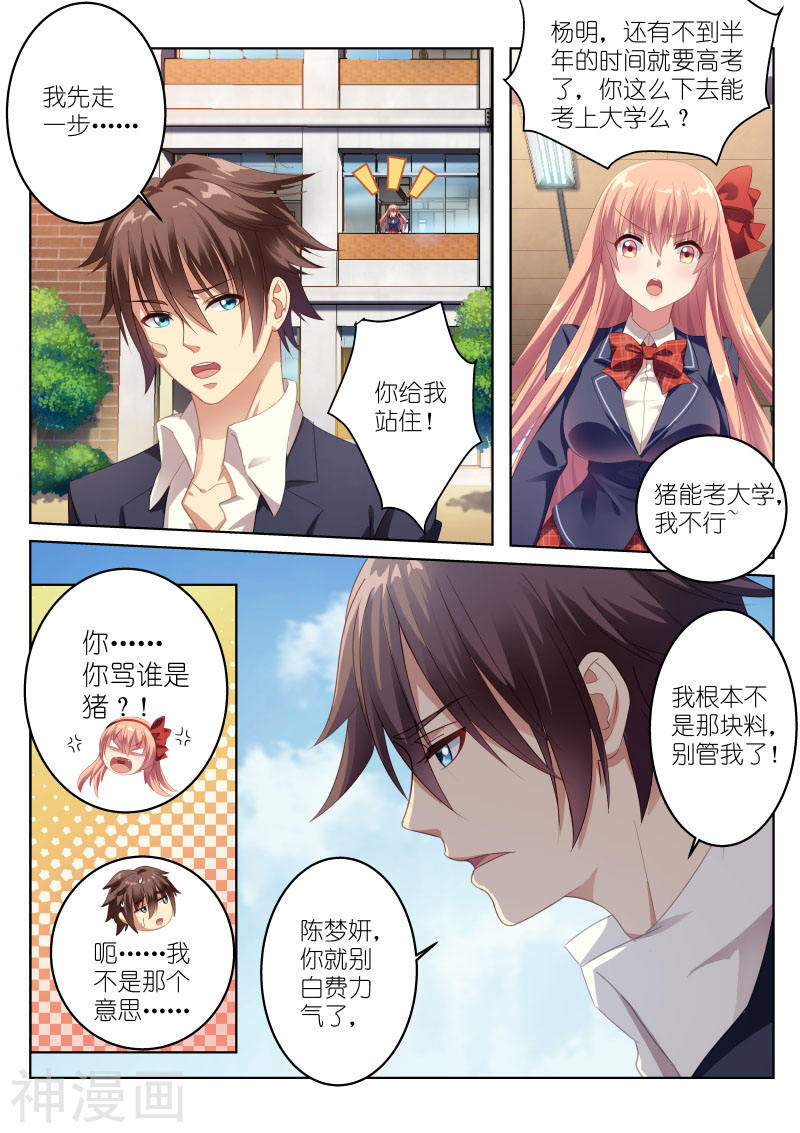 我先走
一步……
你给我
站住！
杨明，还有不到半
年的时间就要高考
了，你这么下去能
考上大学么？
猪能考大学，
我不行~
你……
你骂谁是
猪？！
呃……我
不是那个
意思……
陈梦妍，
你就别
白费力
气了，
我根本不
是那块料，
别管我了！
神漫画